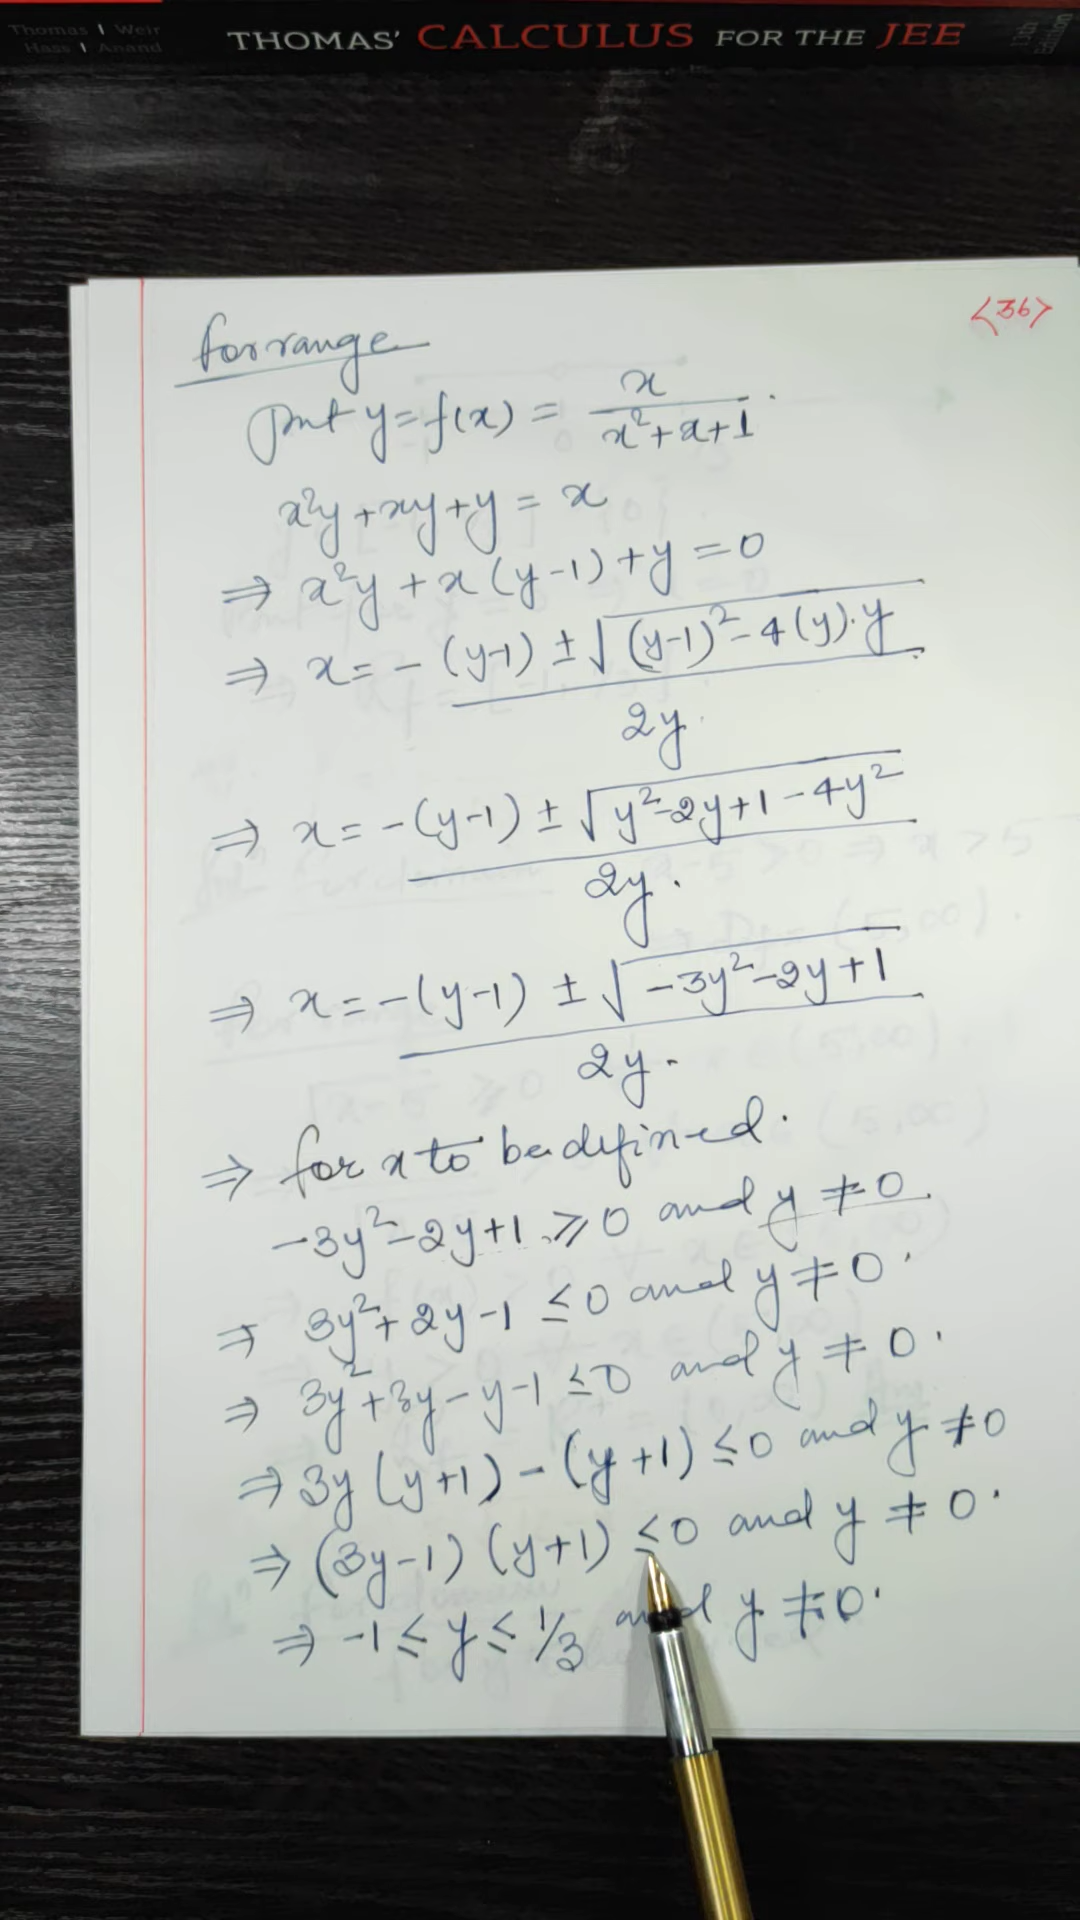 Thomas | Weir
Hass | Anand
THOMAS' CALCULUS FOR THE JEE
13th Edition
<36>
for range
put y = f(x) = x / (x² + x + 1).
x²y + xy + y = x
⇒ x²y + x(y-1) + y = 0
⇒ x = -(y-1) ± √((y-1)² - 4(y).y) / 2y.
⇒ x = -(y-1) ± √(y² - 2y + 1 - 4y²) / 2y.
⇒ x = -(y-1) ± √(-3y² - 2y + 1) / 2y.
⇒ for x to be defined.
-3y² - 2y + 1 ≥ 0 and y ≠ 0.
⇒ 3y² + 2y - 1 ≤ 0 and y ≠ 0.
⇒ 3y² + 3y - y - 1 ≤ 0 and y ≠ 0.
⇒ 3y(y+1) - (y+1) ≤ 0 and y ≠ 0
⇒ (3y-1)(y+1) ≤ 0 and y ≠ 0.
⇒ -1 ≤ y ≤ 1/3 and y ≠ 0.